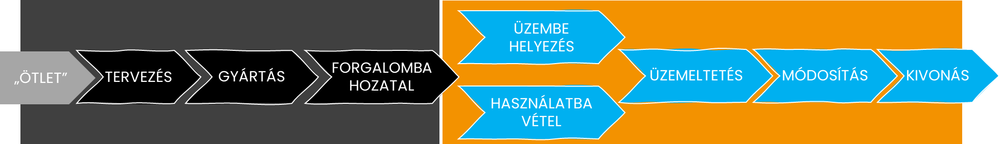 „ÖTLET”
TERVEZÉS
GYÁRTÁS
FORGALOMBA
HOZATAL
ÜZEMBE
HELYEZÉS
HASZNÁLATBA
VÉTEL
ÜZEMELTETÉS
MÓDOSÍTÁS
KIVONÁS